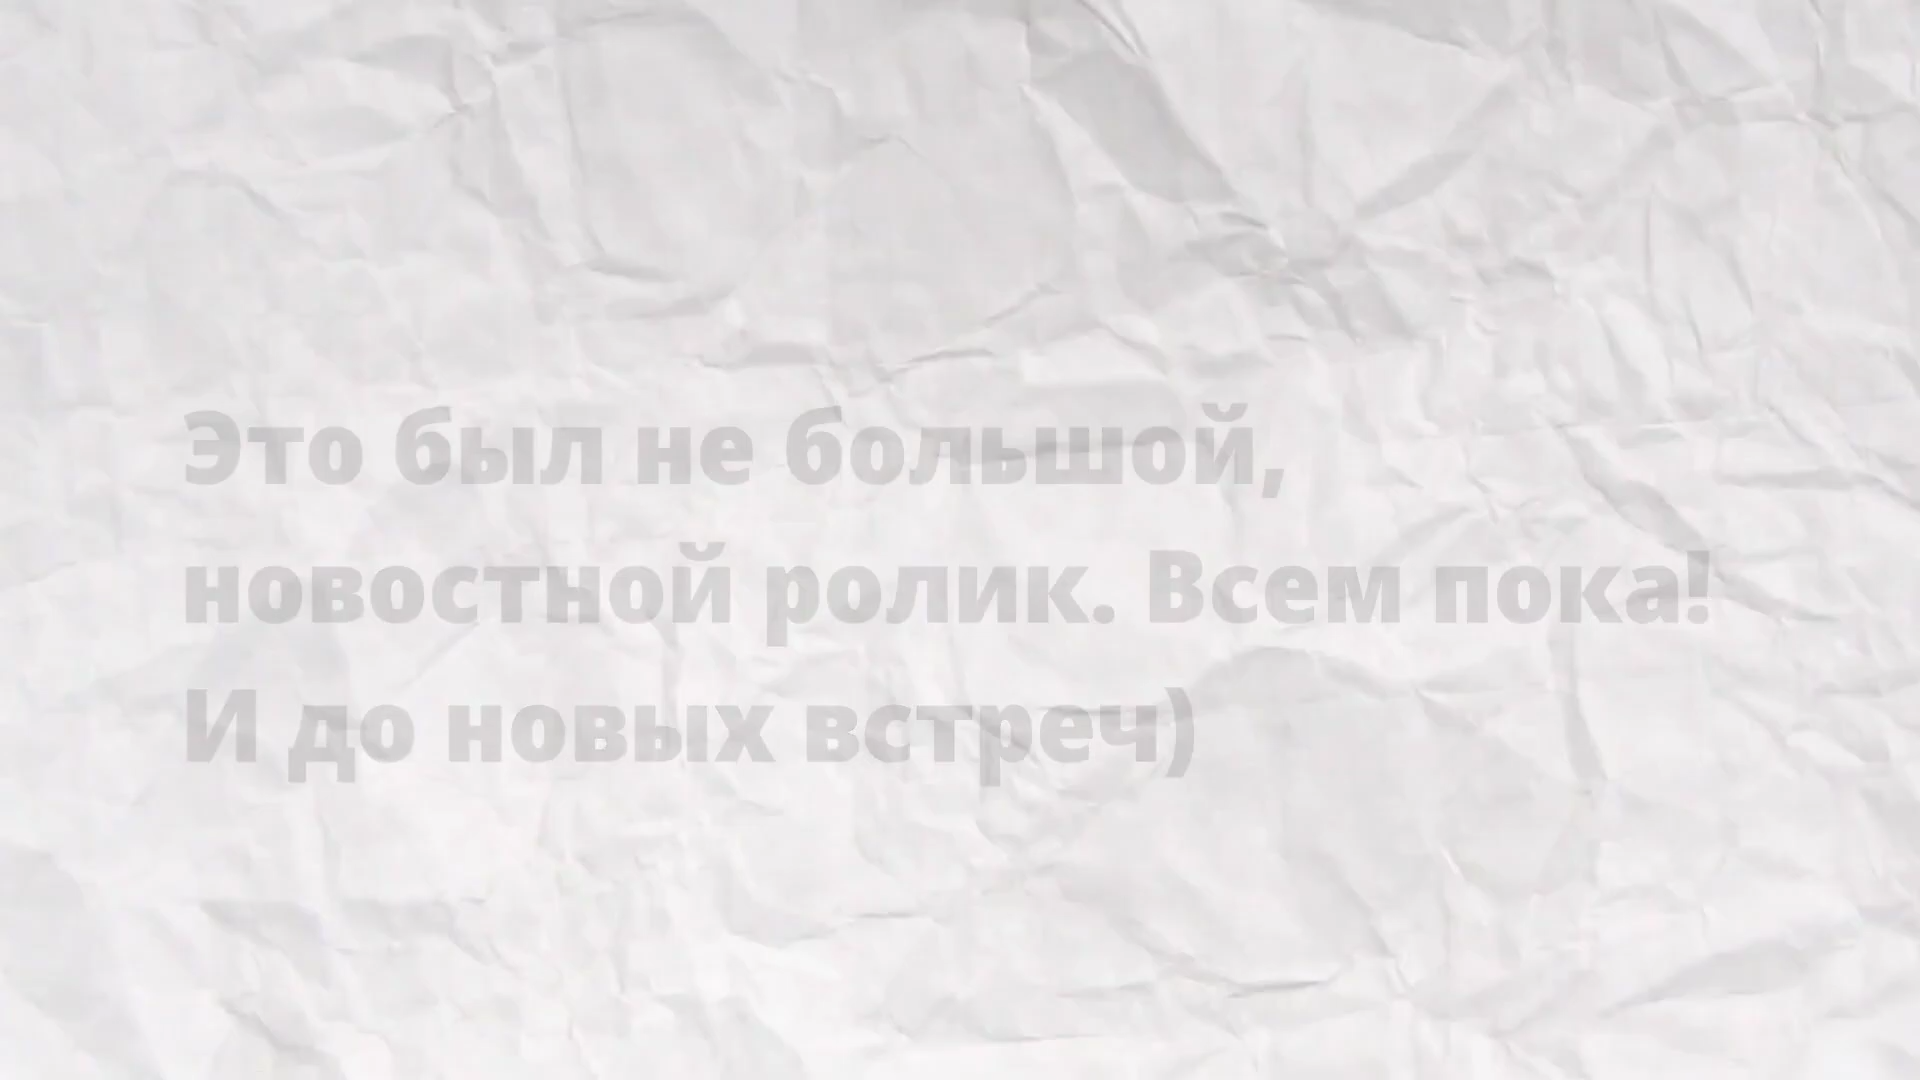 Это был не большой,
новостной ролик. Всем пока!
И до новых встреч)